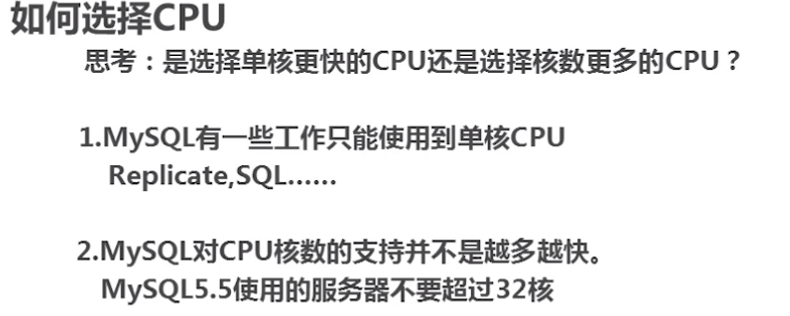 如何选择CPU
思考：是选择单核更快的CPU还是选择核数更多的CPU？
1.MySQL有一些工作只能使用到单核CPU
Replicate,SQL……
2.MySQL对CPU核数的支持并不是越多越快。
MySQL5.5使用的服务器不要超过32核